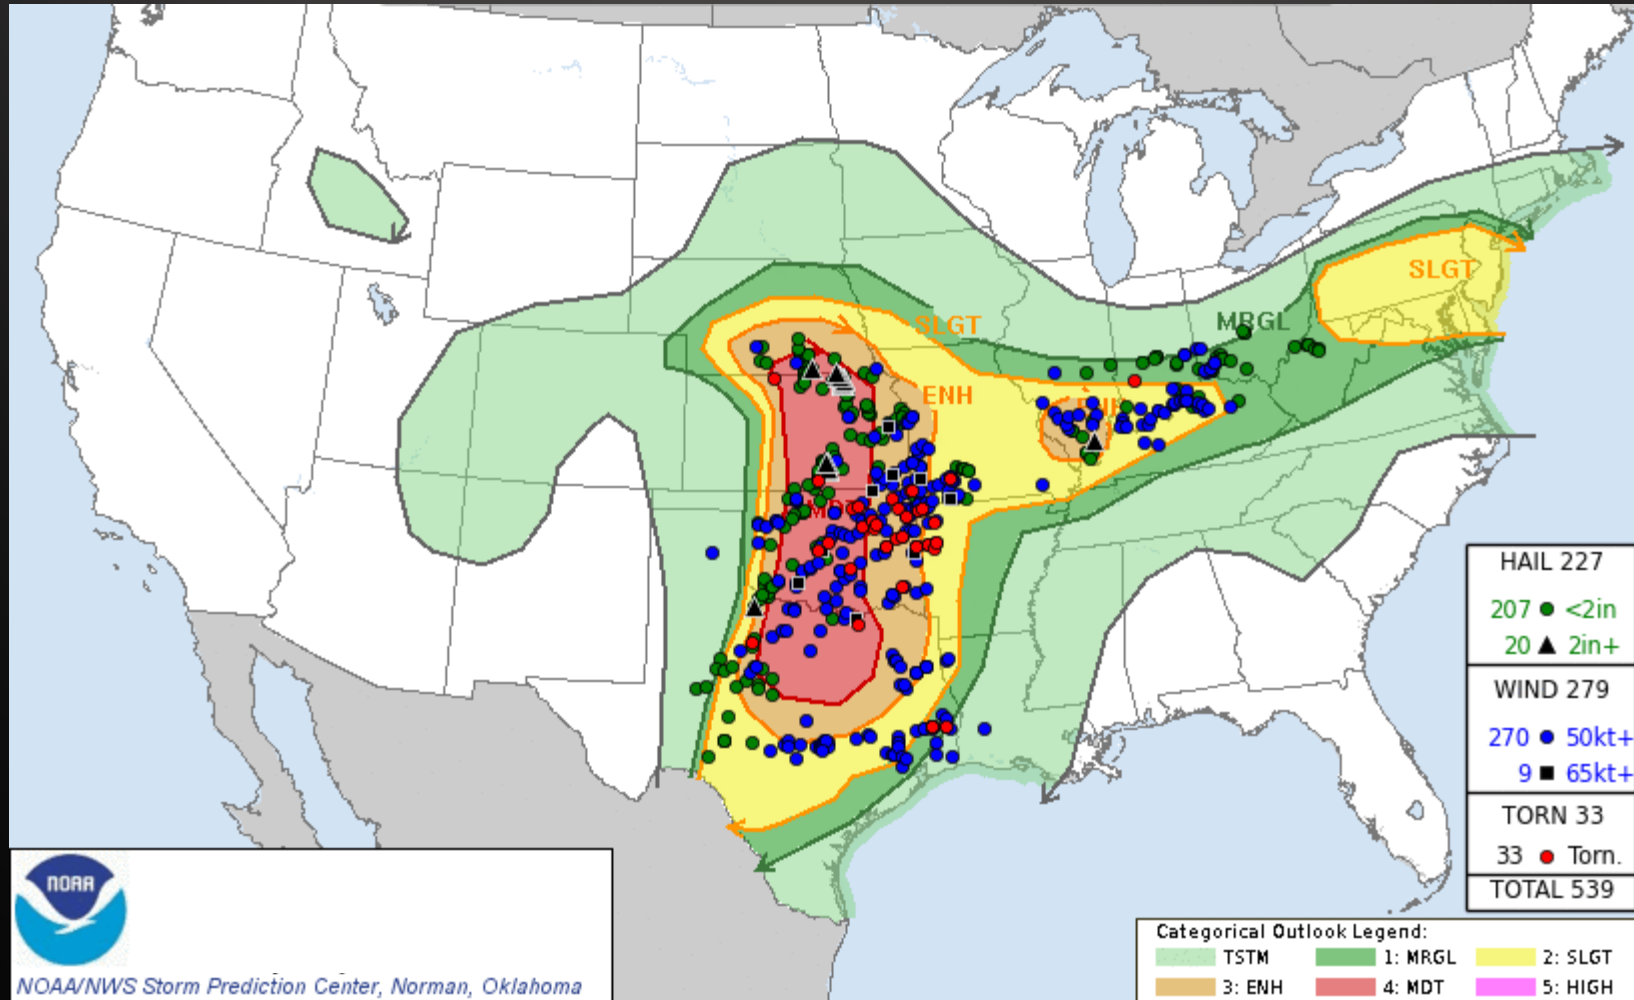 SLGT
MRGL
SLGT
ENH
MDT
HAIL 227
207 <2in
20 2in+
WIND 279
270 50kt+
9 65kt+
TORN 33
33 Torn.
TOTAL 539
NOAA
NOAA/NWS Storm Prediction Center, Norman, Oklahoma
Categorical Outlook Legend:
TSTM 1: MRGL 2: SLGT
3: ENH 4: MDT 5: HIGH